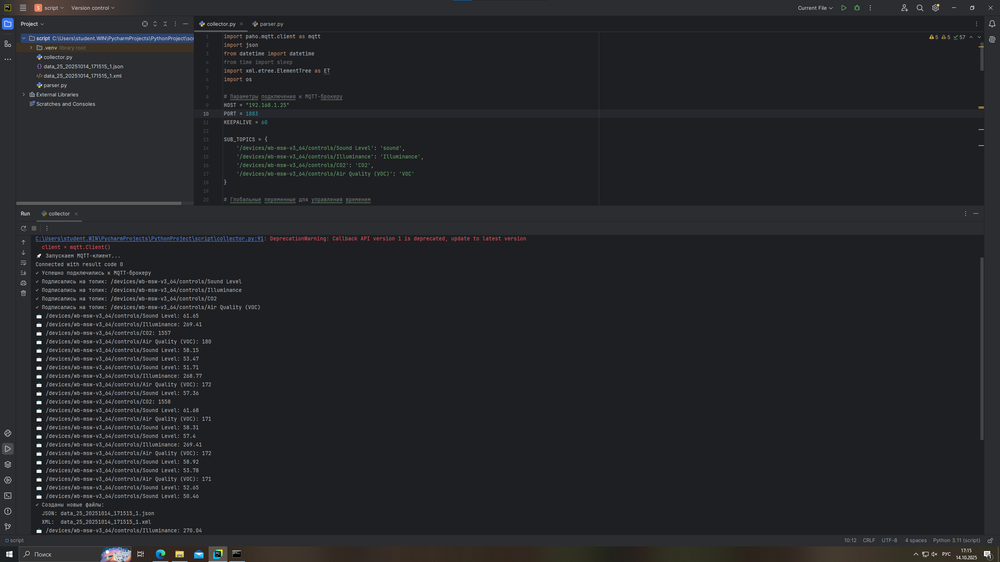 PC
S
script
Version control
Current File
Project
script C:\Users\student.WIN\PycharmProjects\PythonProject\scr
.venv library root
collector.py
data_25_20251014_171515_1.json
data_25_20251014_171515_1.xml
parser.py
External Libraries
Scratches and Consoles
collector.py
parser.py
5 5 57
1 import paho.mqtt.client as mqtt
2 import json
3 from datetime import datetime
4 from time import sleep
5 import xml.etree.ElementTree as ET
6 import os
7
8 # Параметры подключения к MQTT-брокеру
9 HOST = "192.168.1.25"
10 PORT = 1883
11 KEEPALIVE = 60
12
13 SUB_TOPICS = {
14 '/devices/wb-msw-v3_64/controls/Sound Level': 'sound',
15 '/devices/wb-msw-v3_64/controls/Illuminance': 'Illuminance',
16 '/devices/wb-msw-v3_64/controls/CO2': 'CO2',
17 '/devices/wb-msw-v3_64/controls/Air Quality (VOC)': 'VOC'
18 }
19
20 # Глобальные переменные для управления временем
Run
collector
C:\Users\student.WIN\PycharmProjects\PythonProject\script\collector.py:91: DeprecationWarning: Callback API version 1 is deprecated, update to latest version
client = mqtt.Client()
🚀 Запускаем MQTT-клиент...
Connected with result code 0
✓ Успешно подключились к MQTT-брокеру
✓ Подписались на топик: /devices/wb-msw-v3_64/controls/Sound Level
✓ Подписались на топик: /devices/wb-msw-v3_64/controls/Illuminance
✓ Подписались на топик: /devices/wb-msw-v3_64/controls/CO2
✓ Подписались на топик: /devices/wb-msw-v3_64/controls/Air Quality (VOC)
/devices/wb-msw-v3_64/controls/Sound Level: 61.65
/devices/wb-msw-v3_64/controls/Illuminance: 269.41
/devices/wb-msw-v3_64/controls/CO2: 1557
/devices/wb-msw-v3_64/controls/Air Quality (VOC): 180
/devices/wb-msw-v3_64/controls/Sound Level: 58.15
/devices/wb-msw-v3_64/controls/Sound Level: 53.47
/devices/wb-msw-v3_64/controls/Sound Level: 51.71
/devices/wb-msw-v3_64/controls/Illuminance: 268.77
/devices/wb-msw-v3_64/controls/Air Quality (VOC): 172
/devices/wb-msw-v3_64/controls/Sound Level: 57.36
/devices/wb-msw-v3_64/controls/CO2: 1558
/devices/wb-msw-v3_64/controls/Sound Level: 61.68
/devices/wb-msw-v3_64/controls/Air Quality (VOC): 171
/devices/wb-msw-v3_64/controls/Sound Level: 58.31
/devices/wb-msw-v3_64/controls/Sound Level: 57.4
/devices/wb-msw-v3_64/controls/Illuminance: 269.41
/devices/wb-msw-v3_64/controls/Air Quality (VOC): 172
/devices/wb-msw-v3_64/controls/Sound Level: 58.92
/devices/wb-msw-v3_64/controls/Sound Level: 53.78
/devices/wb-msw-v3_64/controls/Air Quality (VOC): 171
/devices/wb-msw-v3_64/controls/Sound Level: 52.65
/devices/wb-msw-v3_64/controls/Sound Level: 50.46
✓ Созданы новые файлы:
JSON: data_25_20251014_171515_1.json
XML: data_25_20251014_171515_1.xml
/devices/wb-msw-v3_64/controls/Illuminance: 270.04
script
10:12 CRLF UTF-8 4 spaces Python 3.11 (script)
Поиск
PC
РУС
17:15
14.10.2025
1